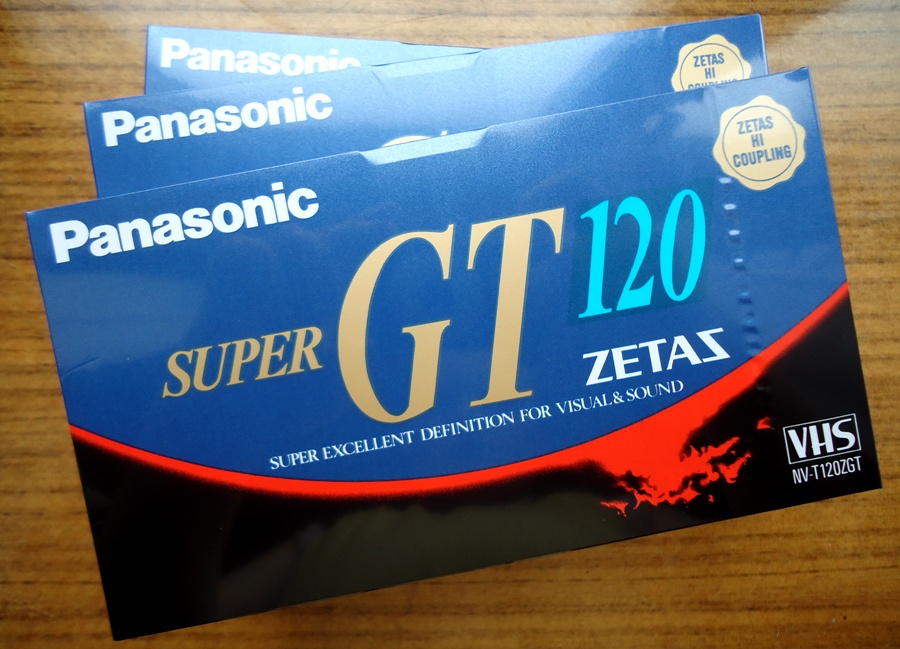 Panasonic
ZETAS
HI
COUPLING
Panasonic
Panasonic
ZETAS
HI
COUPLING
SUPER GT 120
ZETAS
SUPER EXCELLENT DEFINITION FOR VISUAL & SOUND
VHS
NV-T120ZGT